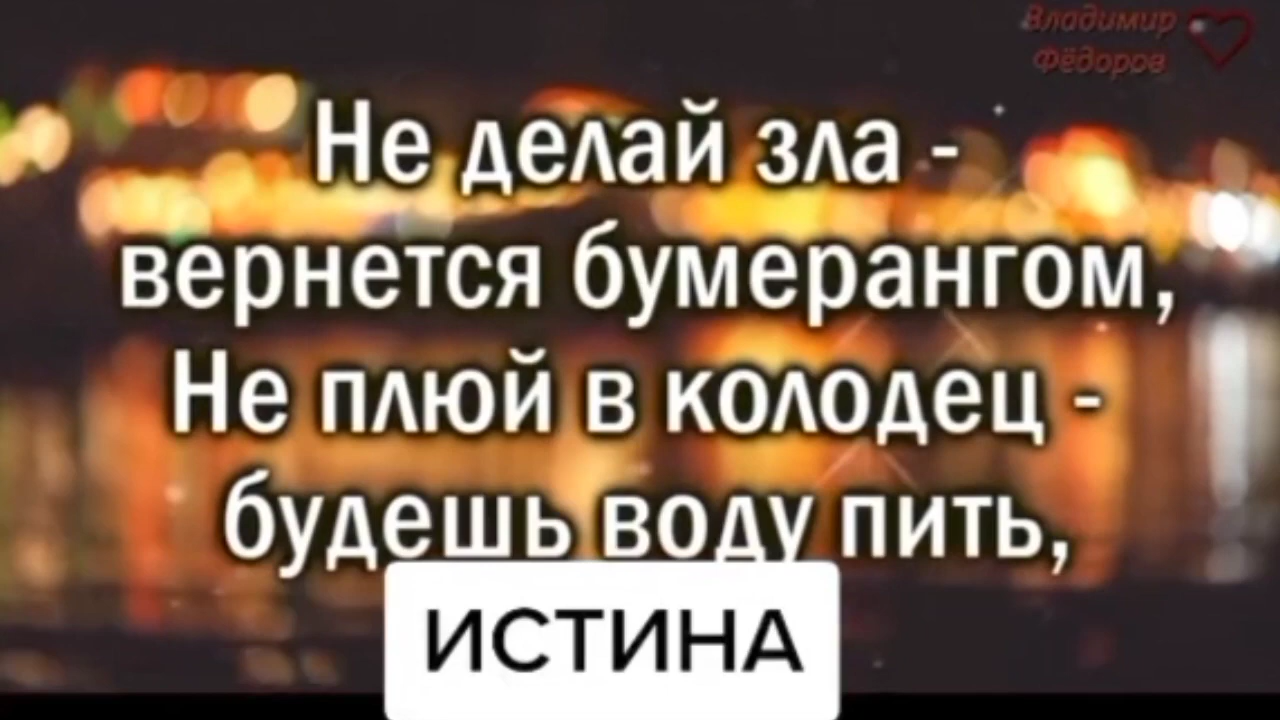 Владимир
Фёдоров
Не делай зла -
вернется бумерангом,
Не плюй в колодец -
будешь воду пить,
ИСТИНА